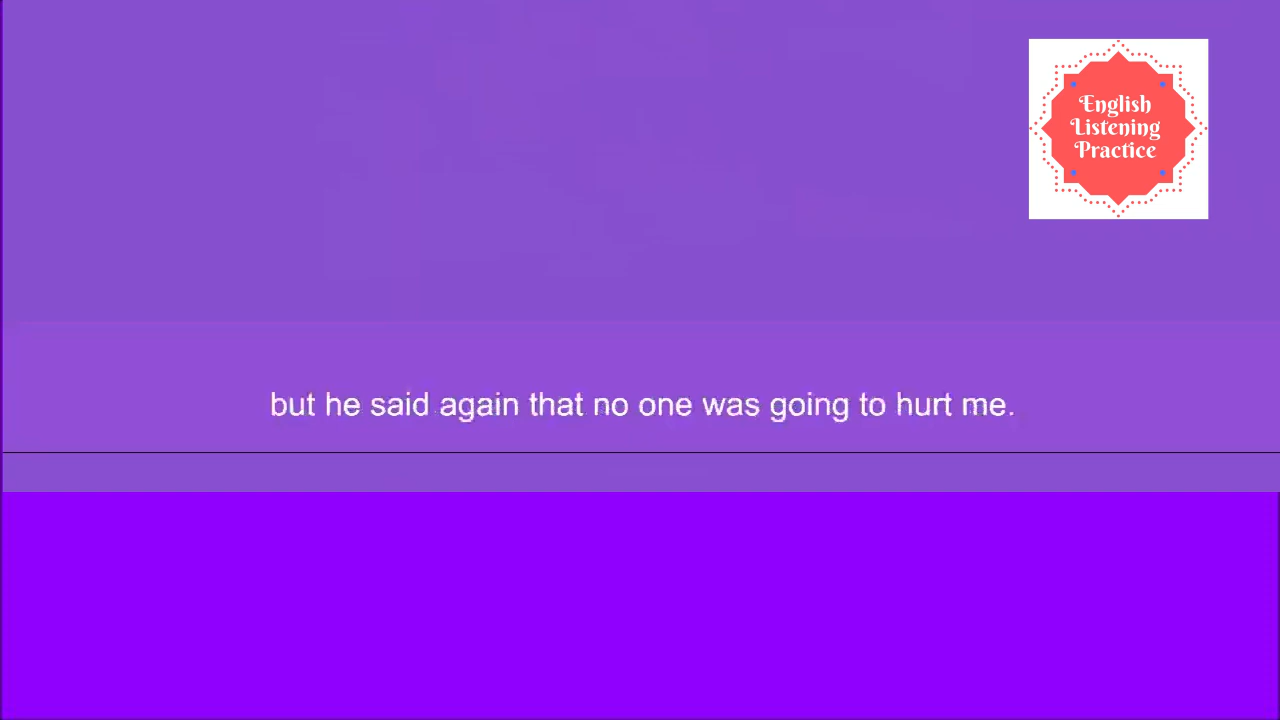 English
Listening
Practice
but he said again that no one was going to hurt me.